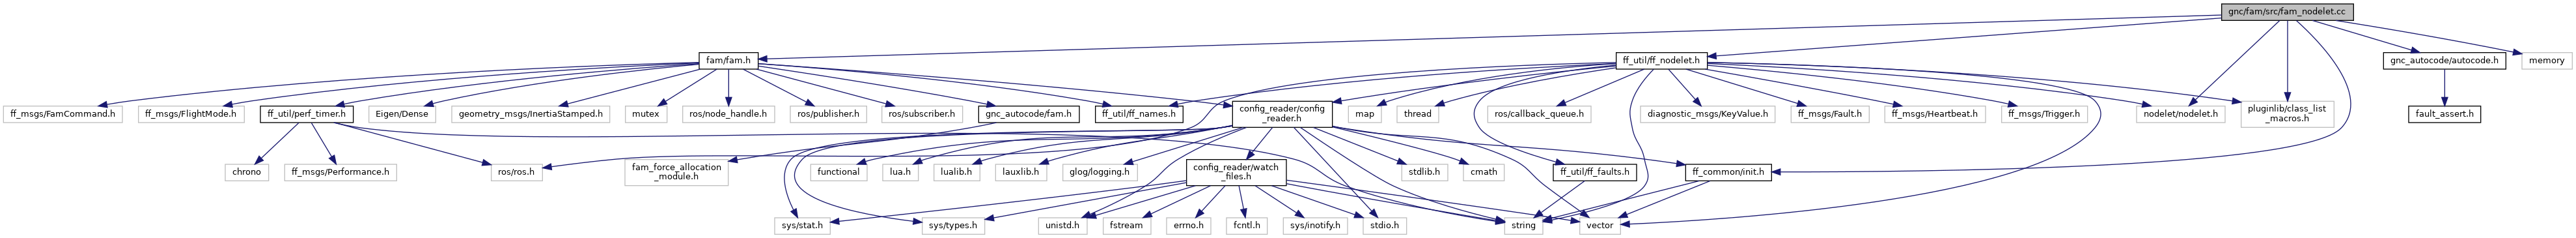 gnc/fam/src/fam_nodelet.cc
fam/fam.h
ff_util/ff_nodelet.h
gnc_autocode/autocode.h
memory
ff_msgs/FamCommand.h
ff_msgs/FlightMode.h
ff_util/perf_timer.h
Eigen/Dense
geometry_msgs/InertiaStamped.h
mutex
ros/node_handle.h
ros/publisher.h
ros/subscriber.h
gnc_autocode/fam.h
ff_util/ff_names.h
config_reader/config
_reader.h
map
thread
ros/callback_queue.h
diagnostic_msgs/KeyValue.h
ff_msgs/Fault.h
ff_msgs/Heartbeat.h
ff_msgs/Trigger.h
nodelet/nodelet.h
pluginlib/class_list
_macros.h
fault_assert.h
chrono
ff_msgs/Performance.h
ros/ros.h
fam_force_allocation
_module.h
functional
lua.h
lualib.h
lauxlib.h
glog/logging.h
config_reader/watch
_files.h
stdlib.h
cmath
ff_util/ff_faults.h
ff_common/init.h
sys/stat.h
sys/types.h
unistd.h
fstream
errno.h
fcntl.h
sys/inotify.h
stdio.h
string
vector